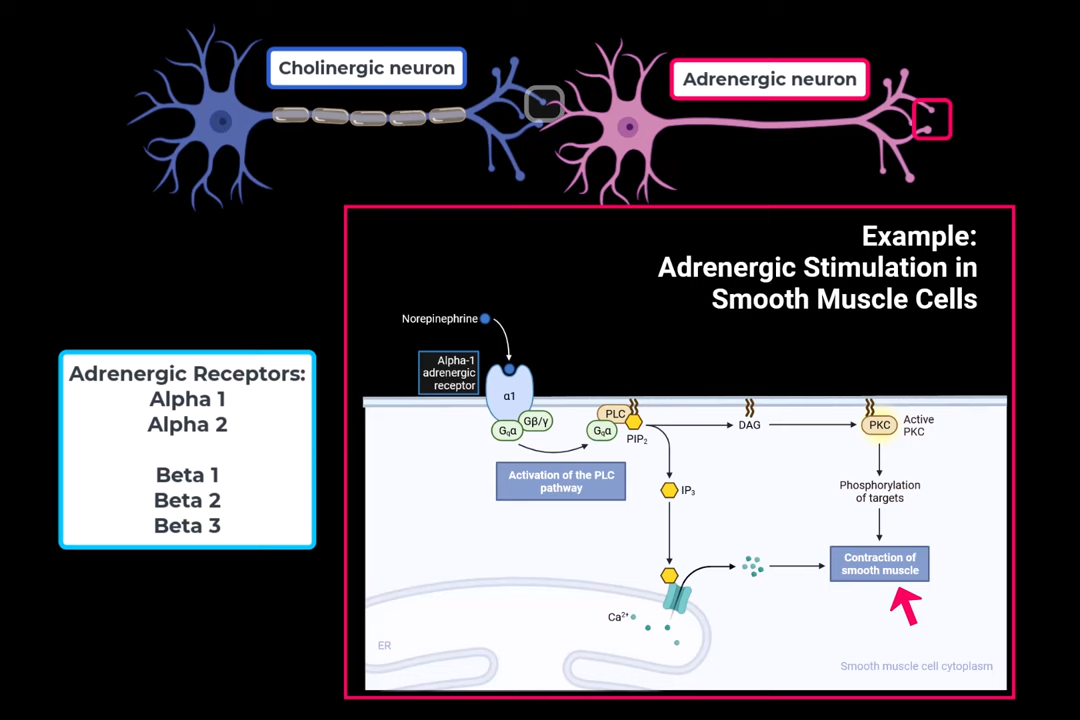 Cholinergic neuron
Adrenergic neuron
Example:
Adrenergic Stimulation in
Smooth Muscle Cells
Adrenergic Receptors:
Alpha 1
Alpha 2
Beta 1
Beta 2
Beta 3
Norepinephrine
Alpha-1
adrenergic
receptor
α1
Gqα
Gβ/γ
PLC
Gqα
PIP₂
DAG
PKC
Active
PKC
Activation of the PLC
pathway
IP₃
Phosphorylation
of targets
Contraction of
smooth muscle
Ca²⁺
ER
Smooth muscle cell cytoplasm